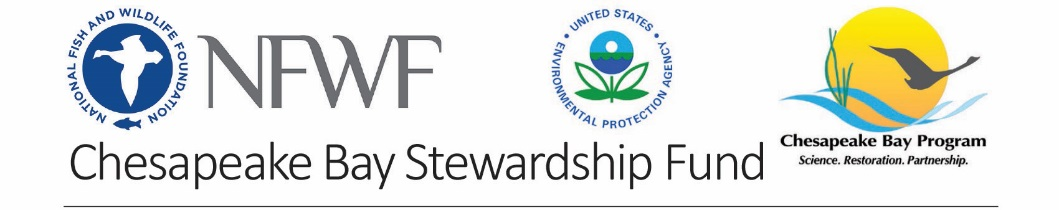 NATIONAL FISH AND WILDLIFE FOUNDATION
NFWF
UNITED STATES
ENVIRONMENTAL PROTECTION AGENCY
Chesapeake Bay Program
Science. Restoration. Partnership.
Chesapeake Bay Stewardship Fund